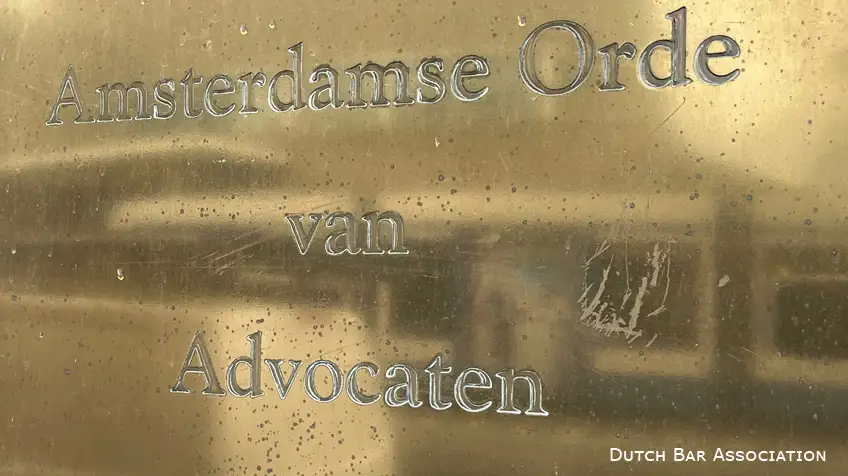 Amsterdamse Orde
van
Advocaten
Dutch Bar Association